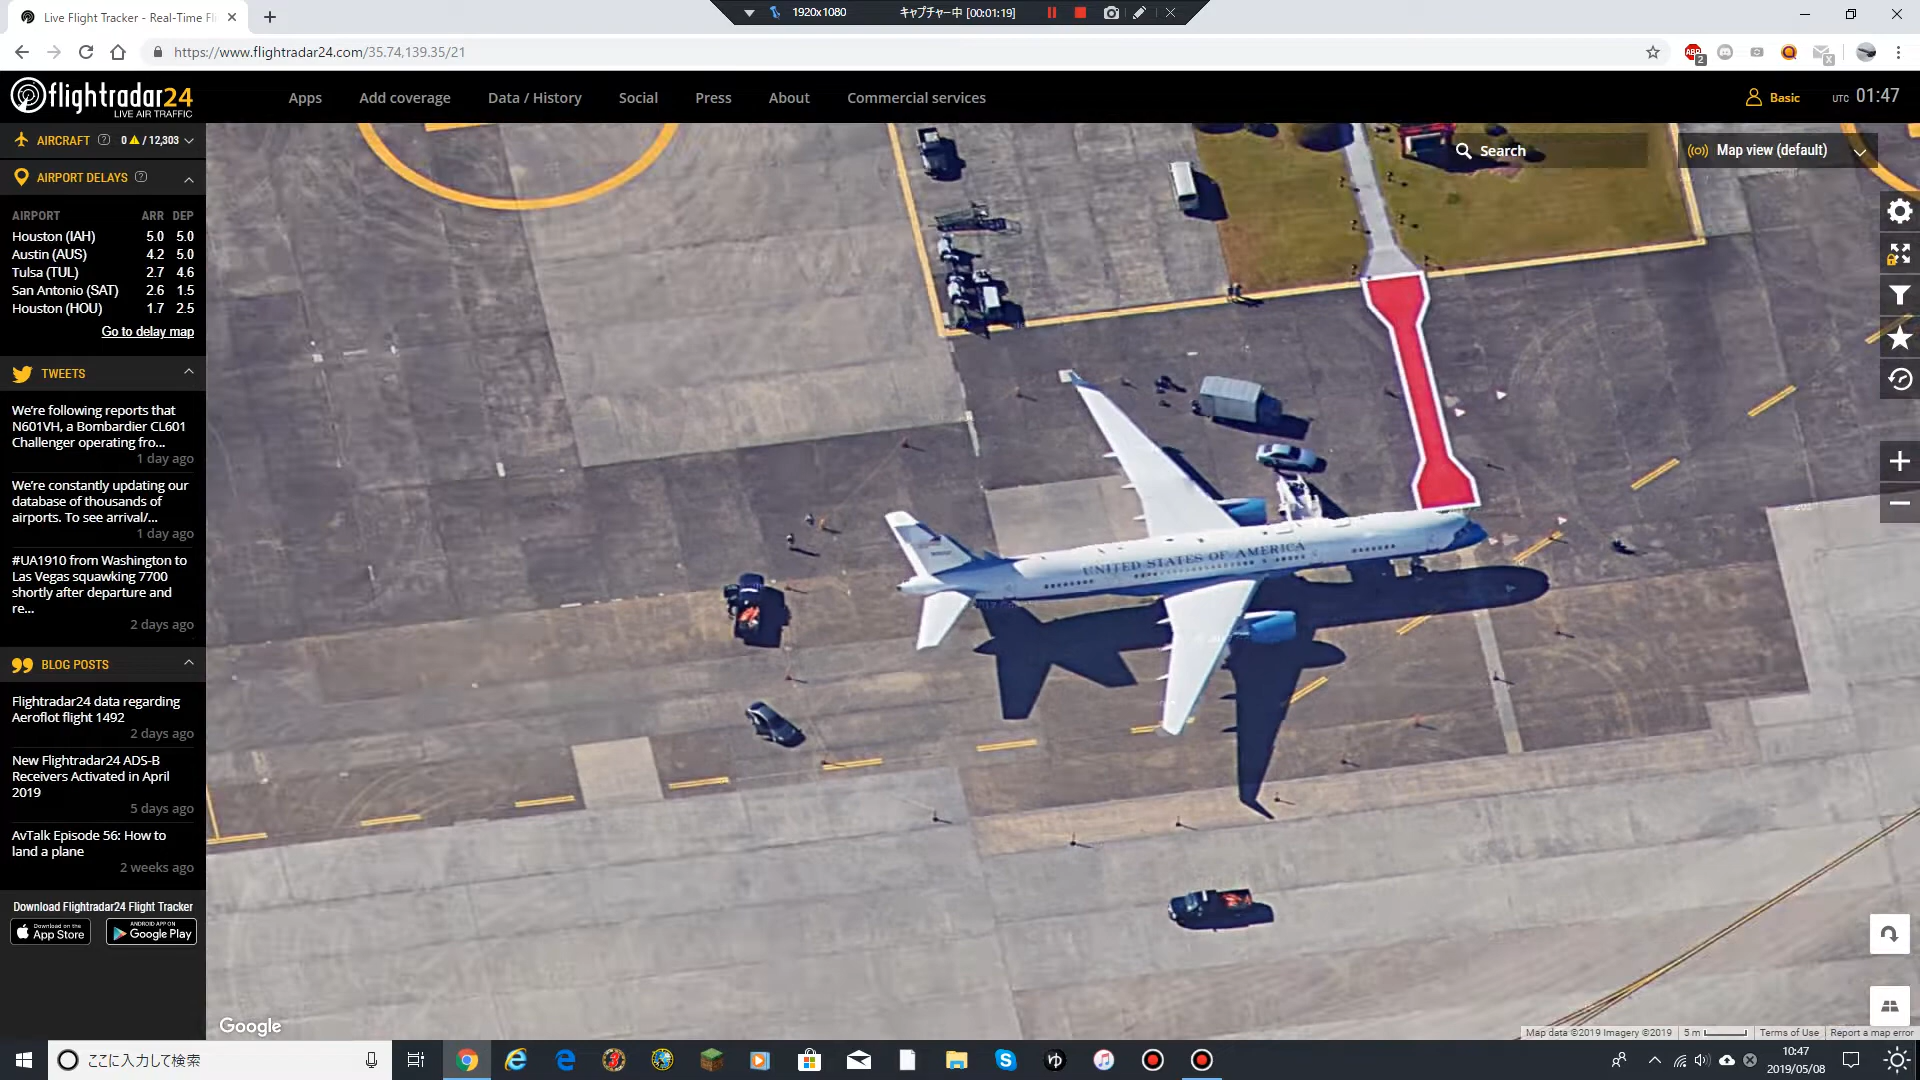 Live Flight Tracker - Real-Time Fl
1920x1080
キャプチャー中 [00:01:19]
https://www.flightradar24.com/35.74,139.35/21
ABP
2
x
flightradar24
LIVE AIR TRAFFIC
Apps
Add coverage
Data / History
Social
Press
About
Commercial services
Basic
UTC 01:47
AIRCRAFT ? 0 / 12,303
AIRPORT DELAYS ?
AIRPORT ARR DEP
Houston (IAH) 5.0 5.0
Austin (AUS) 4.2 5.0
Tulsa (TUL) 2.7 4.6
San Antonio (SAT) 2.6 1.5
Houston (HOU) 1.7 2.5
Go to delay map
TWEETS
We're following reports that
N601VH, a Bombardier CL601
Challenger operating fro...
1 day ago
We're constantly updating our
database of thousands of
airports. To see arrival/...
1 day ago
#UA1910 from Washington to
Las Vegas squawking 7700
shortly after departure and
re...
2 days ago
BLOG POSTS
Flightradar24 data regarding
Aeroflot flight 1492
2 days ago
New Flightradar24 ADS-B
Receivers Activated in April
2019
5 days ago
AvTalk Episode 56: How to
land a plane
2 weeks ago
Download Flightradar24 Flight Tracker
Download on the
App Store
ANDROID APP ON
Google Play
Search
Map view (default)
UNITED STATES OF AMERICA
Google
Map data ©2019 Imagery ©2019
5 m
Terms of Use
Report a map error
ここに入力して検索
10:47
2019/05/08